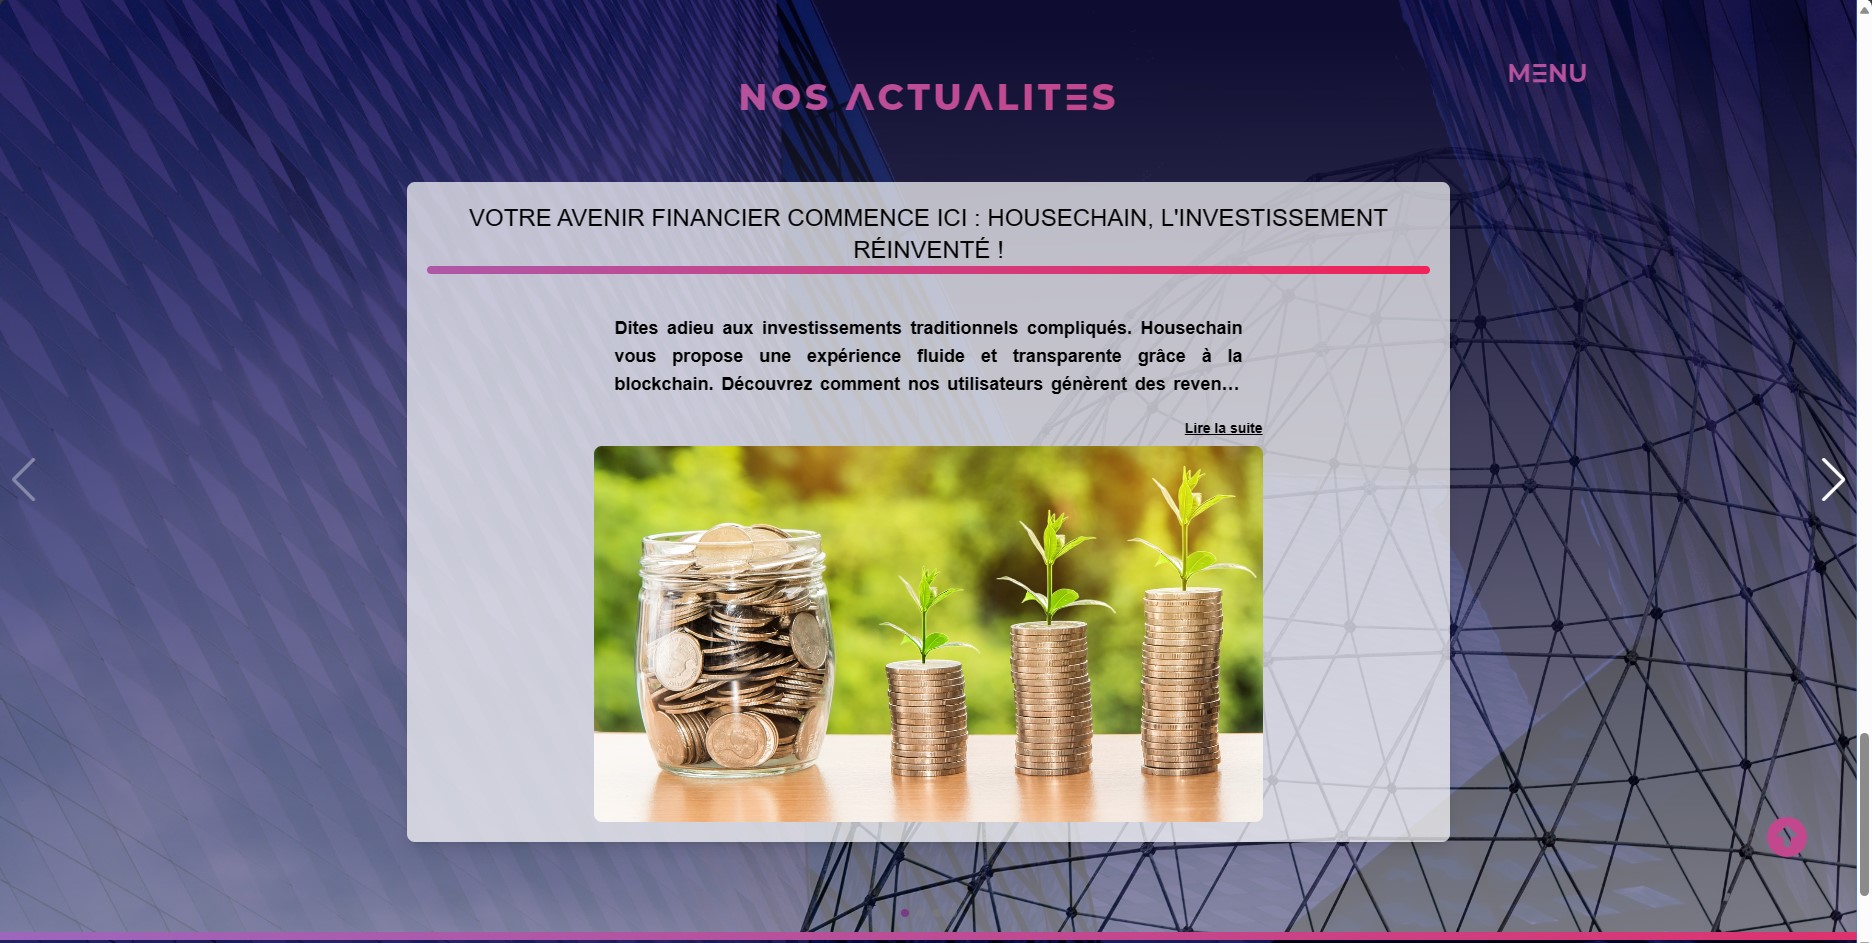 MENU
NOS ACTUALITES
VOTRE AVENIR FINANCIER COMMENCE ICI : HOUSECHAIN, L'INVESTISSEMENT
RÉINVENTÉ !
Dites adieu aux investissements traditionnels compliqués. Housechain
vous propose une expérience fluide et transparente grâce à la
blockchain. Découvrez comment nos utilisateurs génèrent des reven...
Lire la suite